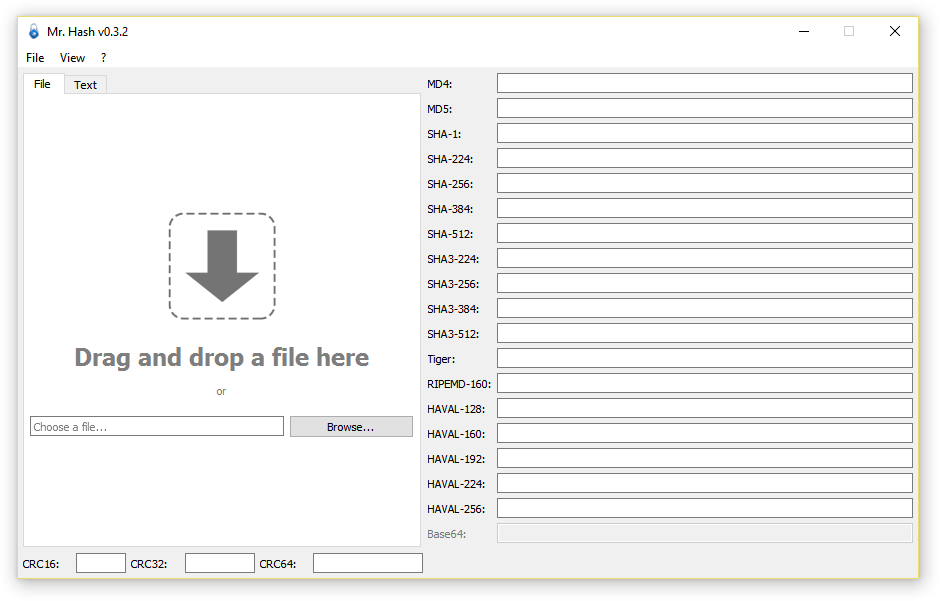 Mr. Hash v0.3.2
File View ?
File Text
Drag and drop a file here
or
Choose a file...
Browse...
MD4:
MD5:
SHA-1:
SHA-224:
SHA-256:
SHA-384:
SHA-512:
SHA3-224:
SHA3-256:
SHA3-384:
SHA3-512:
Tiger:
RIPEMD-160:
HAVAL-128:
HAVAL-160:
HAVAL-192:
HAVAL-224:
HAVAL-256:
Base64:
CRC16: CRC32: CRC64: